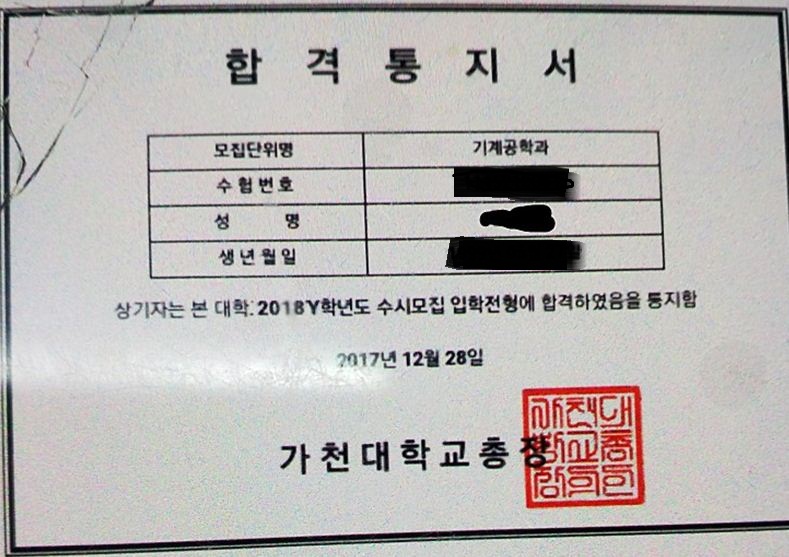 합격통지서
모집단위명 기계공학과
수험번호
성 명
생년월일
상기자는 본 대학: 2018Y학년도 수시모집 입학전형에 합격하였음을 통지함
2017년 12월 28일
가천대학교총장